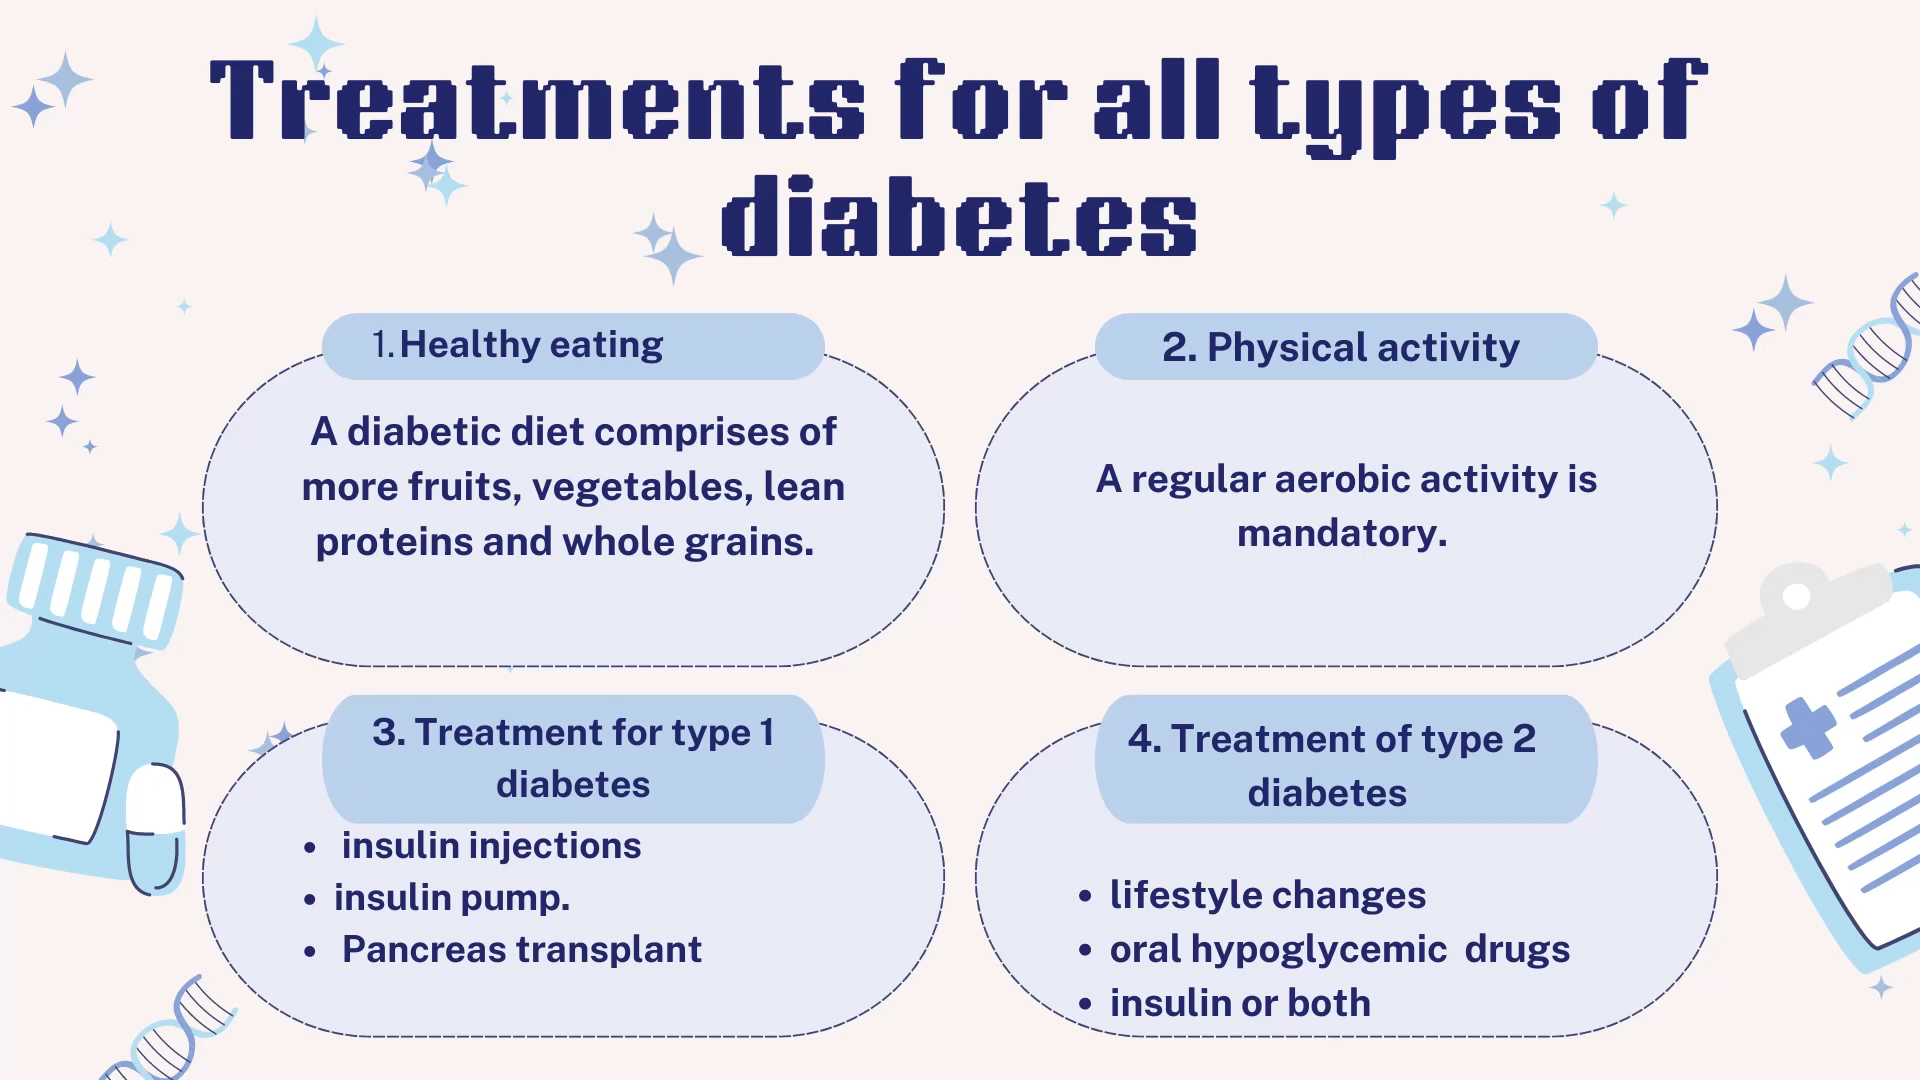 Treatments for all types of
diabetes
1. Healthy eating
A diabetic diet comprises of
more fruits, vegetables, lean
proteins and whole grains.
2. Physical activity
A regular aerobic activity is
mandatory.
3. Treatment for type 1
diabetes
• insulin injections
• insulin pump.
• Pancreas transplant
4. Treatment of type 2
diabetes
• lifestyle changes
• oral hypoglycemic  drugs
• insulin or both